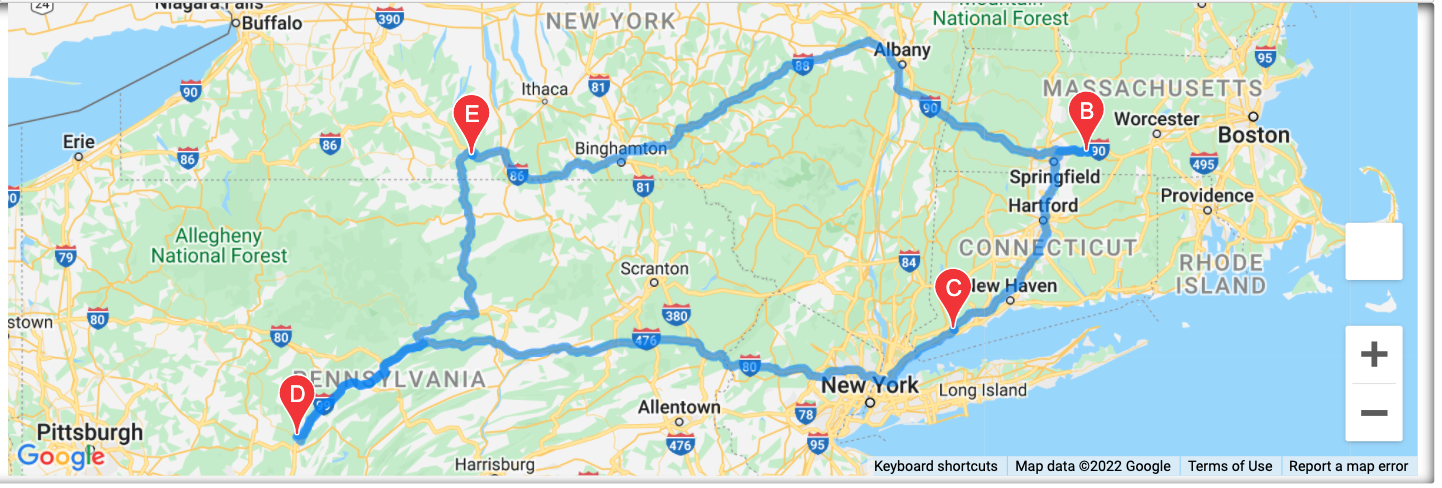 24
Niagara Falls
Buffalo
390
NEW YORK
National Forest
Albany
88
95
90
Ithaca
81
MASSACHUSETTS
E
90
B
Worcester
Boston
Erie
86
86
Binghamton
90
495
86
81
Springfield
Providence
Hartford
Allegheny
National Forest
79
CONNECTICUT
84
RHODE
ISLAND
Scranton
C
New Haven
stown
80
380
80
476
80
+
PENNSYLVANIA
New York
Long Island
D
Allentown
78
−
Pittsburgh
476
95
Google
Harrisburg
Keyboard shortcuts
Map data ©2022 Google
Terms of Use
Report a map error